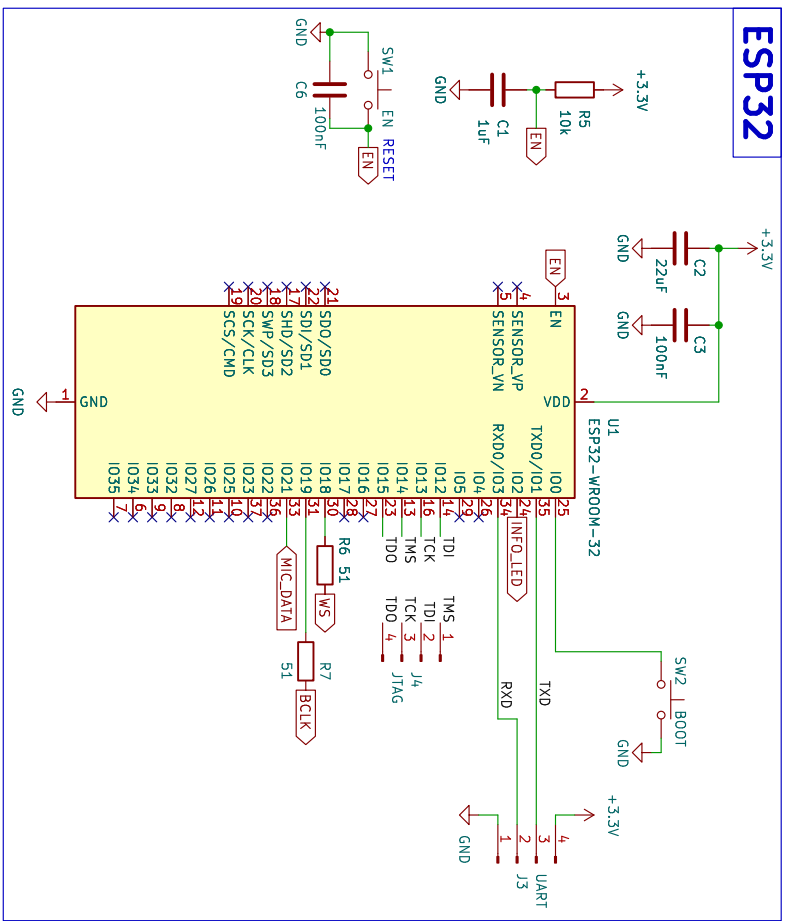 ESP32
+3.3V
R5
10k
EN
C1
1uF
GND
SW1
EN RESET
EN
C6
100nF
GND
+3.3V
C2
22uF
GND
C3
100nF
GND
U1
ESP32-WROOM-32
2
VDD
EN
3
EN
4
SENSOR_VP
5
SENSOR_VN
21
SDO/SD0
22
SDI/SD1
17
SHD/SD2
18
SWP/SD3
20
SCK/CLK
19
SCS/CMD
GND
1
GND
IO0
25
TXD0/IO1
35
IO2
24
RXD0/IO3
34
IO4
26
IO5
29
IO12
14
IO13
16
IO14
13
IO15
23
IO16
27
IO17
28
IO18
30
IO19
31
IO21
33
IO22
36
IO23
37
IO25
10
IO26
11
IO27
12
IO32
8
IO33
9
IO34
6
IO35
7
INFO_LED
TDI
TCK
TMS
TDO
R6
51
WS
MIC_DATA
R7
51
BCLK
TMS
1
TDI
2
TCK
3
TDO
4
J4
JTAG
SW2
BOOT
GND
TXD
RXD
+3.3V
4
3
2
1
UART
J3
GND